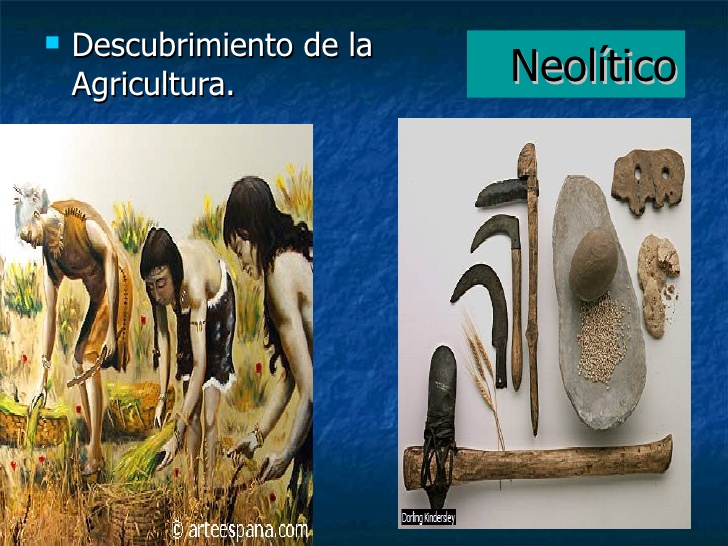 Descubrimiento de la
Agricultura.
Neolítico
© arteespana.com
Dorling Kindersley